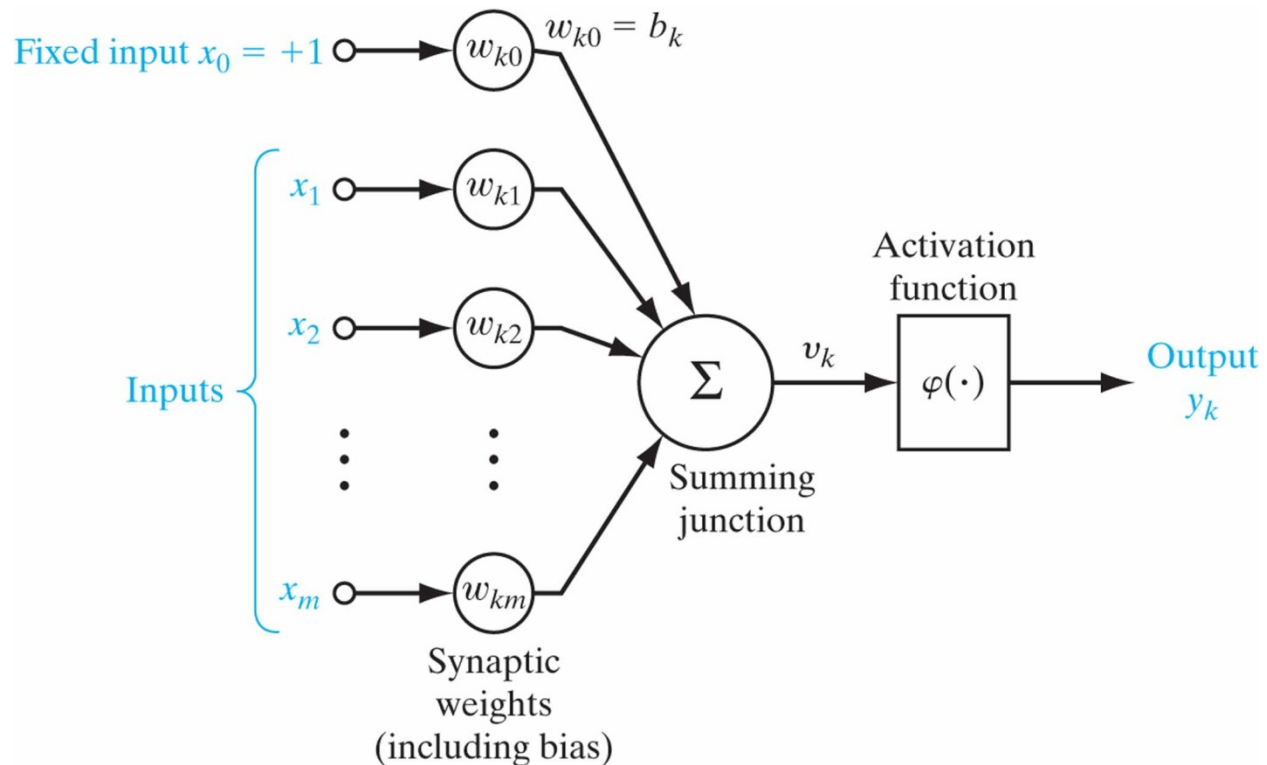 Fixed input x₀ = +1
wₖ₀
wₖ₀ = bₖ
x₁
wₖ₁
x₂
wₖ₂
Inputs
Σ
vₖ
Activation
function
φ(·)
Output
yₖ
Summing
junction
xₘ
wₖₘ
Synaptic
weights
(including bias)